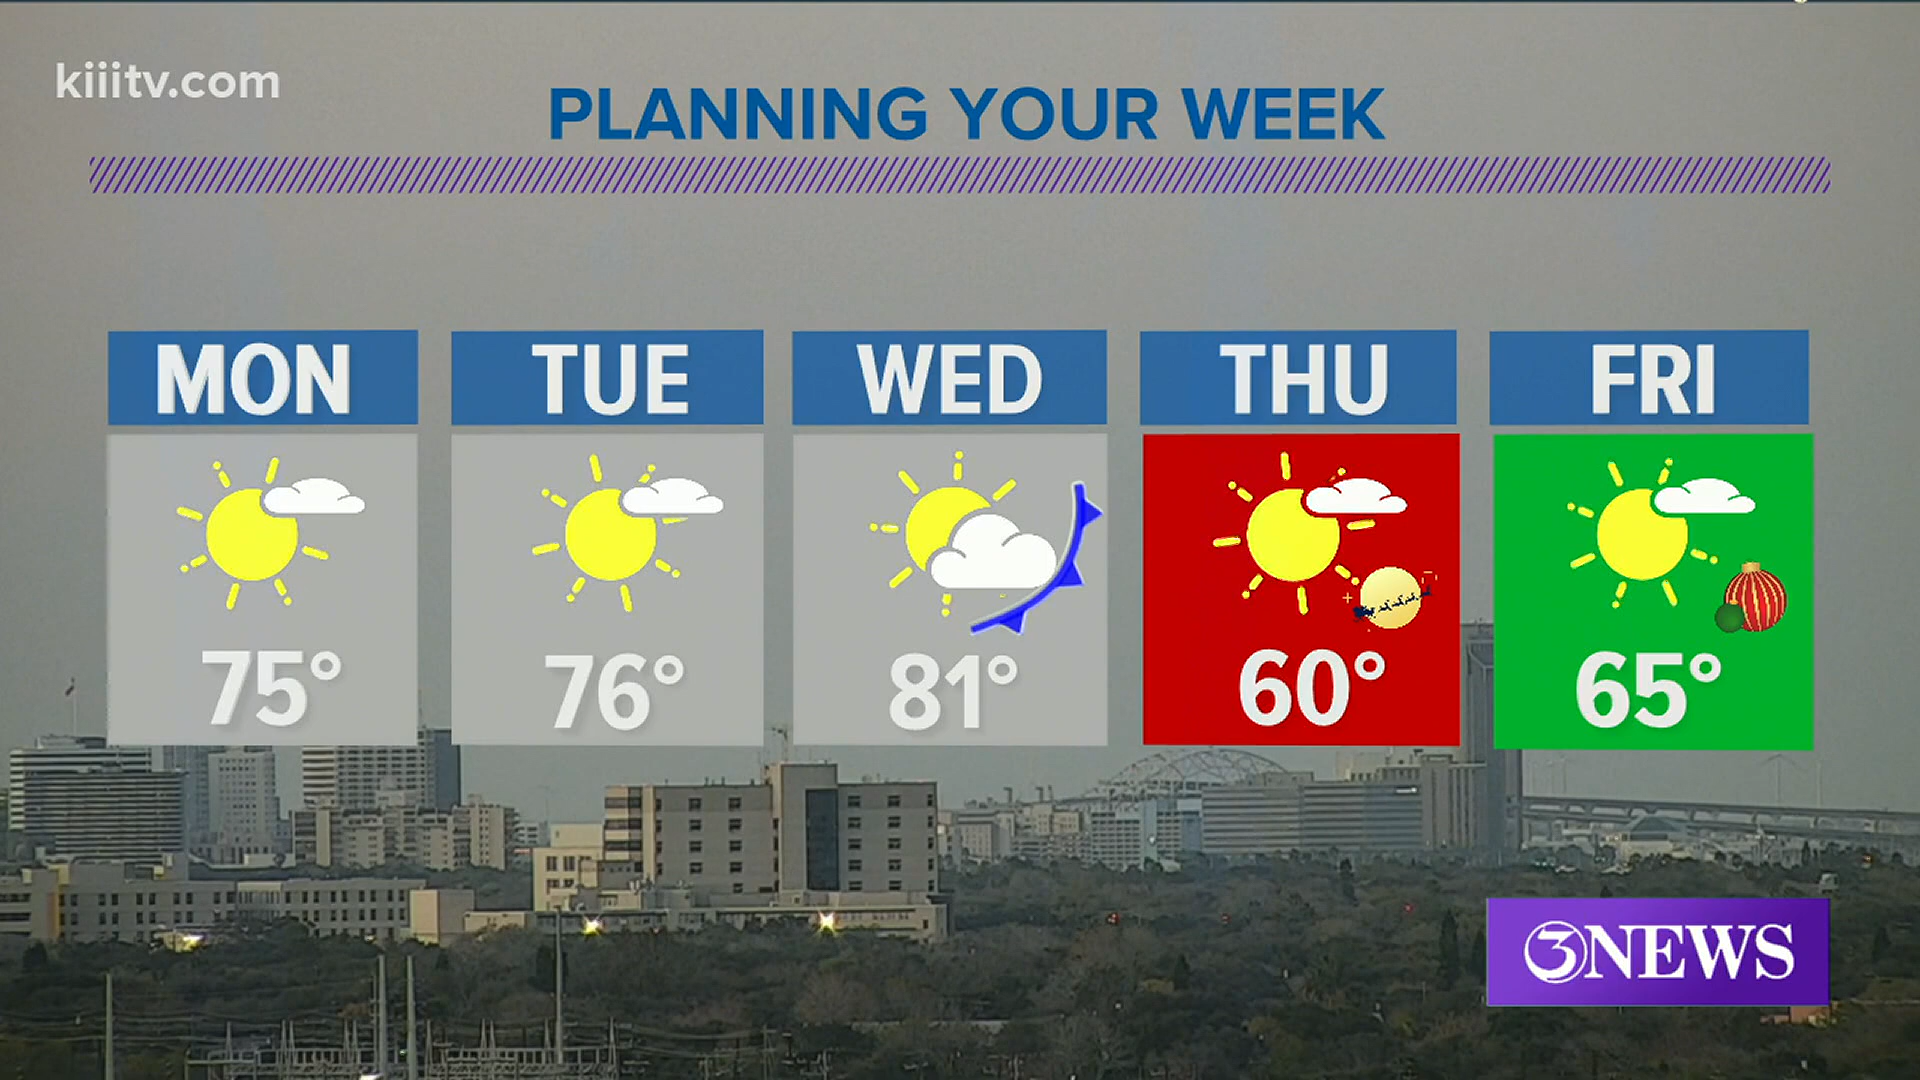 kiiitv.com
PLANNING YOUR WEEK
MON TUE WED THU FRI
75° 76° 81° 60° 65°
3NEWS